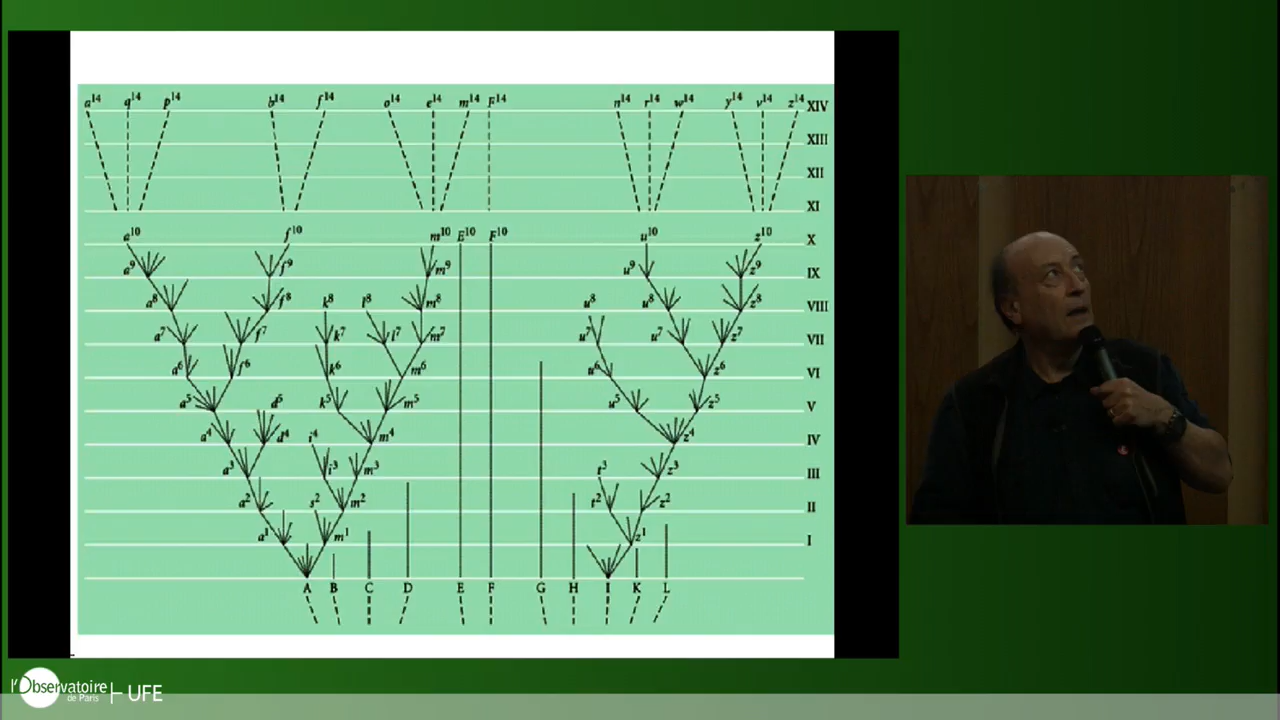 a14 q14 p14 b14 f14 o14 e14 m14 F14 n14 r14 w14 y14 v14 z14 XIV
XIII
XII
XI
a10 f10 m10 E10 F10 u10 z10 X
a9 f9 m9 u9 z9 IX
a8 f8 k8 l8 m8 u8 u8 z8 VIII
a7 f7 k7 l7 m7 u7 u7 z7 VII
a6 f6 k6 m6 u6 z6 VI
a5 d5 k5 m5 u5 z5 V
a4 d4 i4 m4 z4 IV
a3 i3 m3 t3 z3 III
a2 s2 m2 t2 z2 II
a1 m1 z1 I
A B C D E F G H I K L
l'Observatoire
de Paris
UFE